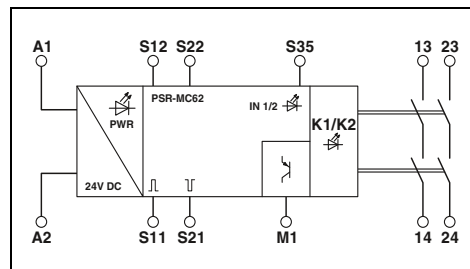 A1 S12 S22 S35 13 23
PSR-MC62 IN 1/2
PWR K1/K2
24V DC
A2 S11 S21 M1 14 24